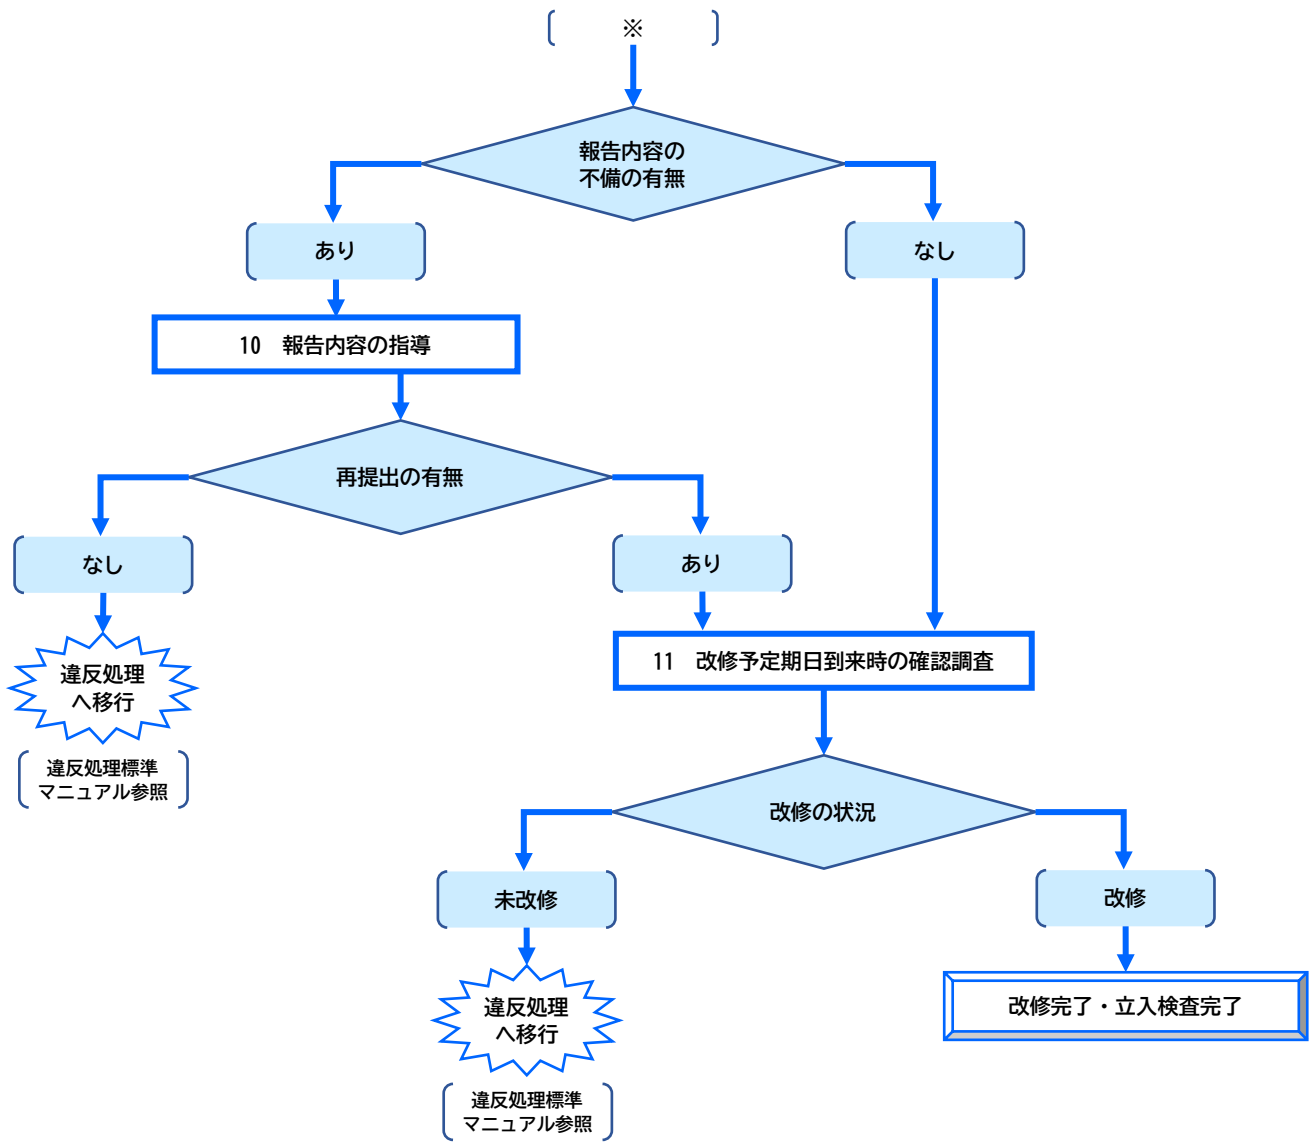 ※
報告内容の
不備の有無
あり
なし
10　報告内容の指導
再提出の有無
なし
あり
違反処理
へ移行
違反処理標準
マニュアル参照
11　改修予定期日到来時の確認調査
改修の状況
未改修
改修
違反処理
へ移行
違反処理標準
マニュアル参照
改修完了・立入検査完了